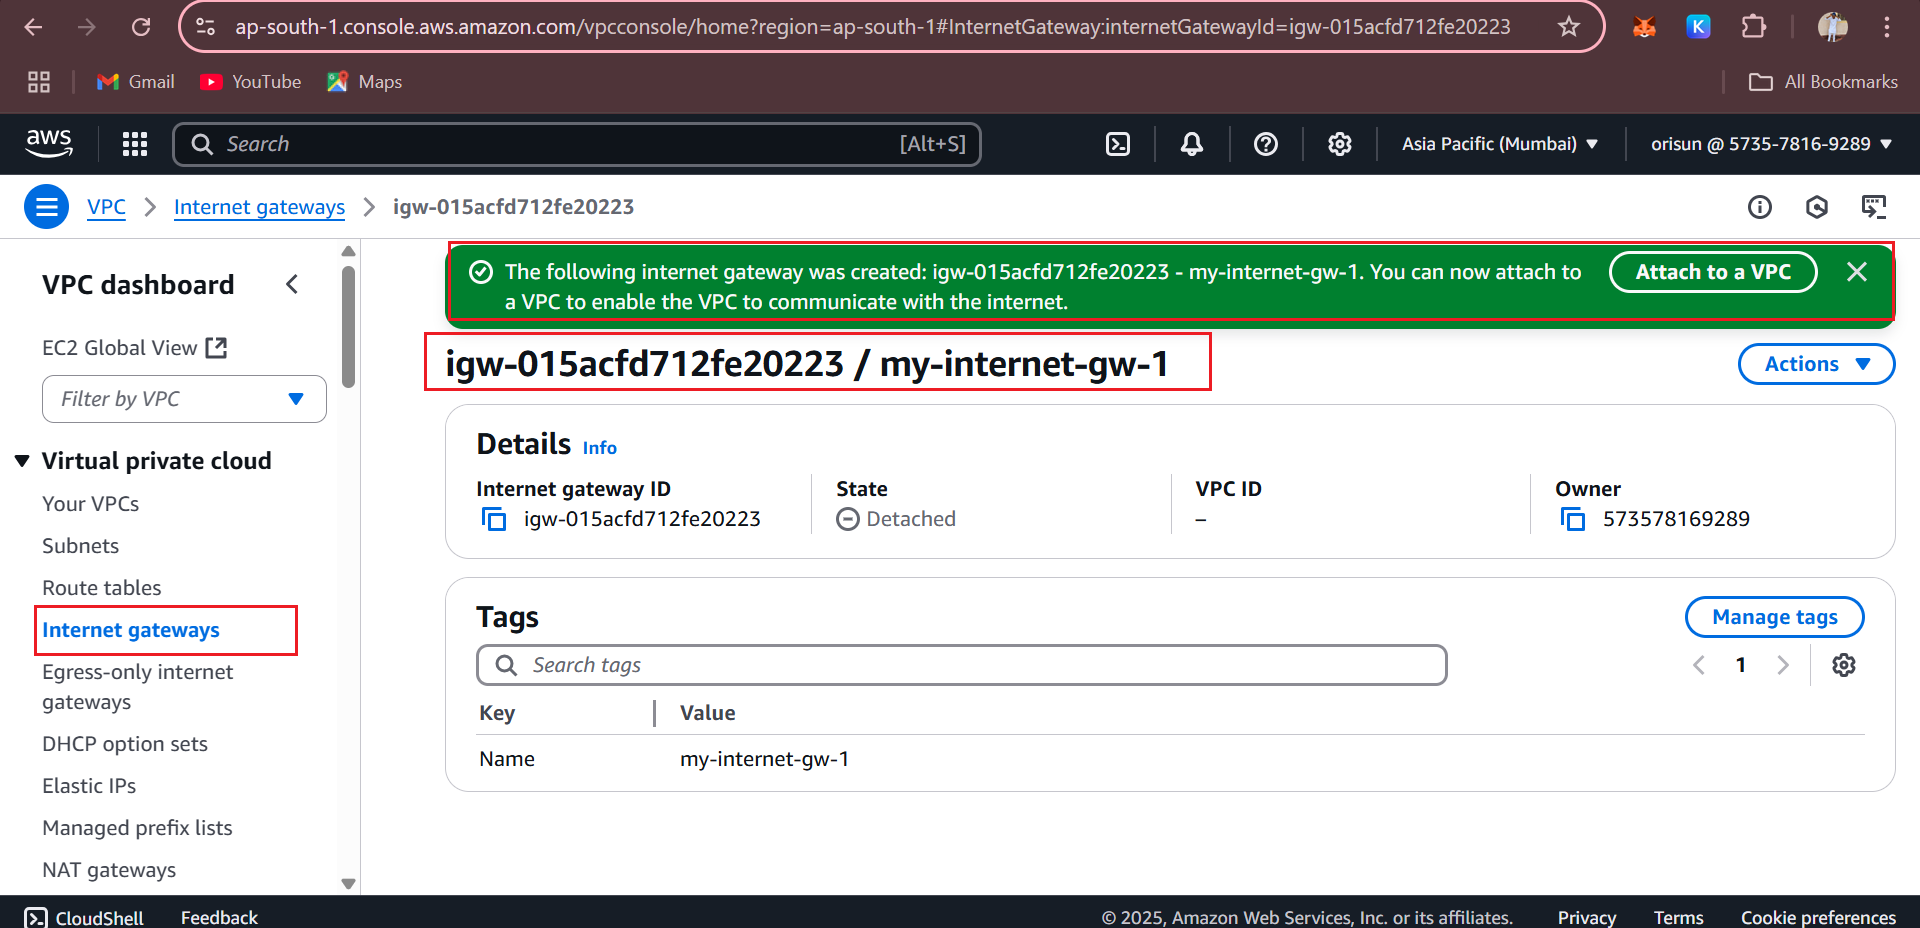 ap-south-1.console.aws.amazon.com/vpcconsole/home?region=ap-south-1#InternetGateway:internetGatewayId=igw-015acfd712fe20223
K
Gmail
YouTube
Maps
All Bookmarks
aws
Search
[Alt+S]
Asia Pacific (Mumbai)
orisun @ 5735-7816-9289
VPC
Internet gateways
igw-015acfd712fe20223
VPC dashboard
EC2 Global View
Filter by VPC
Virtual private cloud
Your VPCs
Subnets
Route tables
Internet gateways
Egress-only internet
gateways
DHCP option sets
Elastic IPs
Managed prefix lists
NAT gateways
The following internet gateway was created: igw-015acfd712fe20223 - my-internet-gw-1. You can now attach to
a VPC to enable the VPC to communicate with the internet.
Attach to a VPC
igw-015acfd712fe20223 / my-internet-gw-1
Actions
Details Info
Internet gateway ID
igw-015acfd712fe20223
State
Detached
VPC ID
–
Owner
573578169289
Tags
Manage tags
Search tags
1
Key
Value
Name
my-internet-gw-1
CloudShell
Feedback
© 2025, Amazon Web Services, Inc. or its affiliates.
Privacy
Terms
Cookie preferences